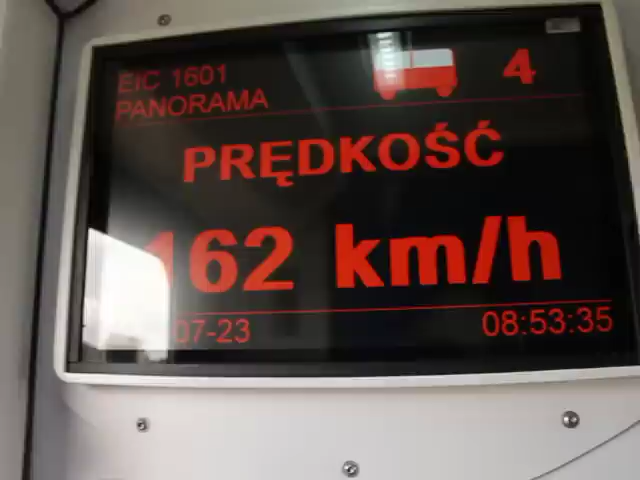 EIC 1601
PANORAMA
4
PRĘDKOŚĆ
162 km/h
07-23
08:53:35